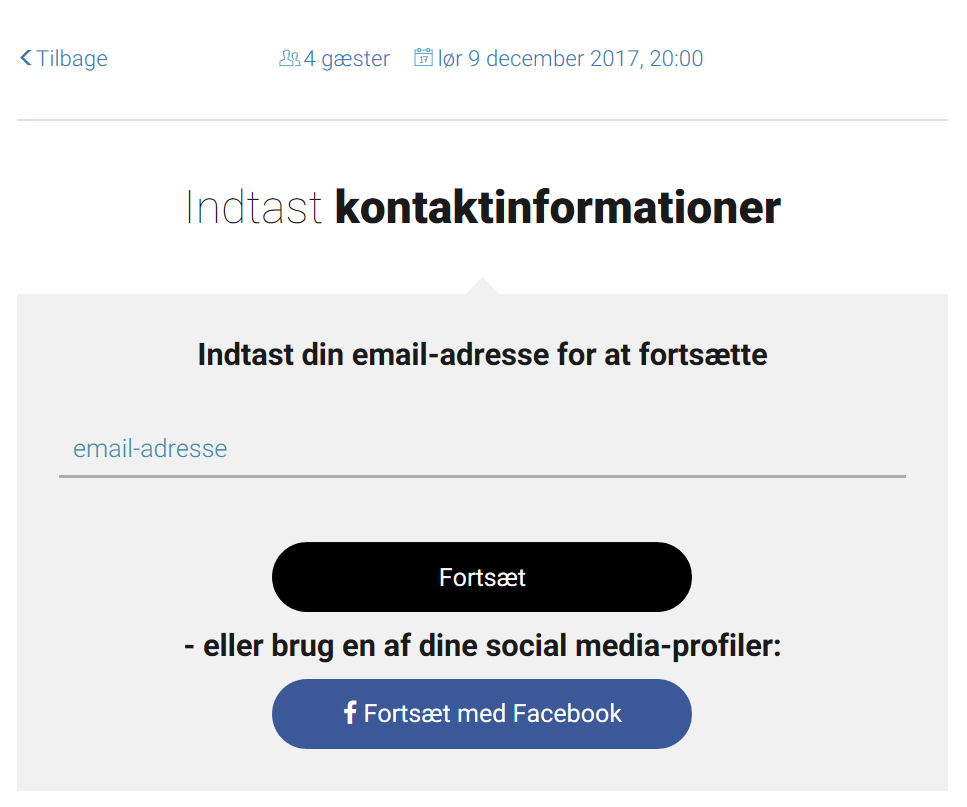 Tilbage 4 gæster lør 9 december 2017, 20:00
Indtast kontaktinformationer
Indtast din email-adresse for at fortsætte
email-adresse
Fortsæt
- eller brug en af dine social media-profiler:
Fortsæt med Facebook